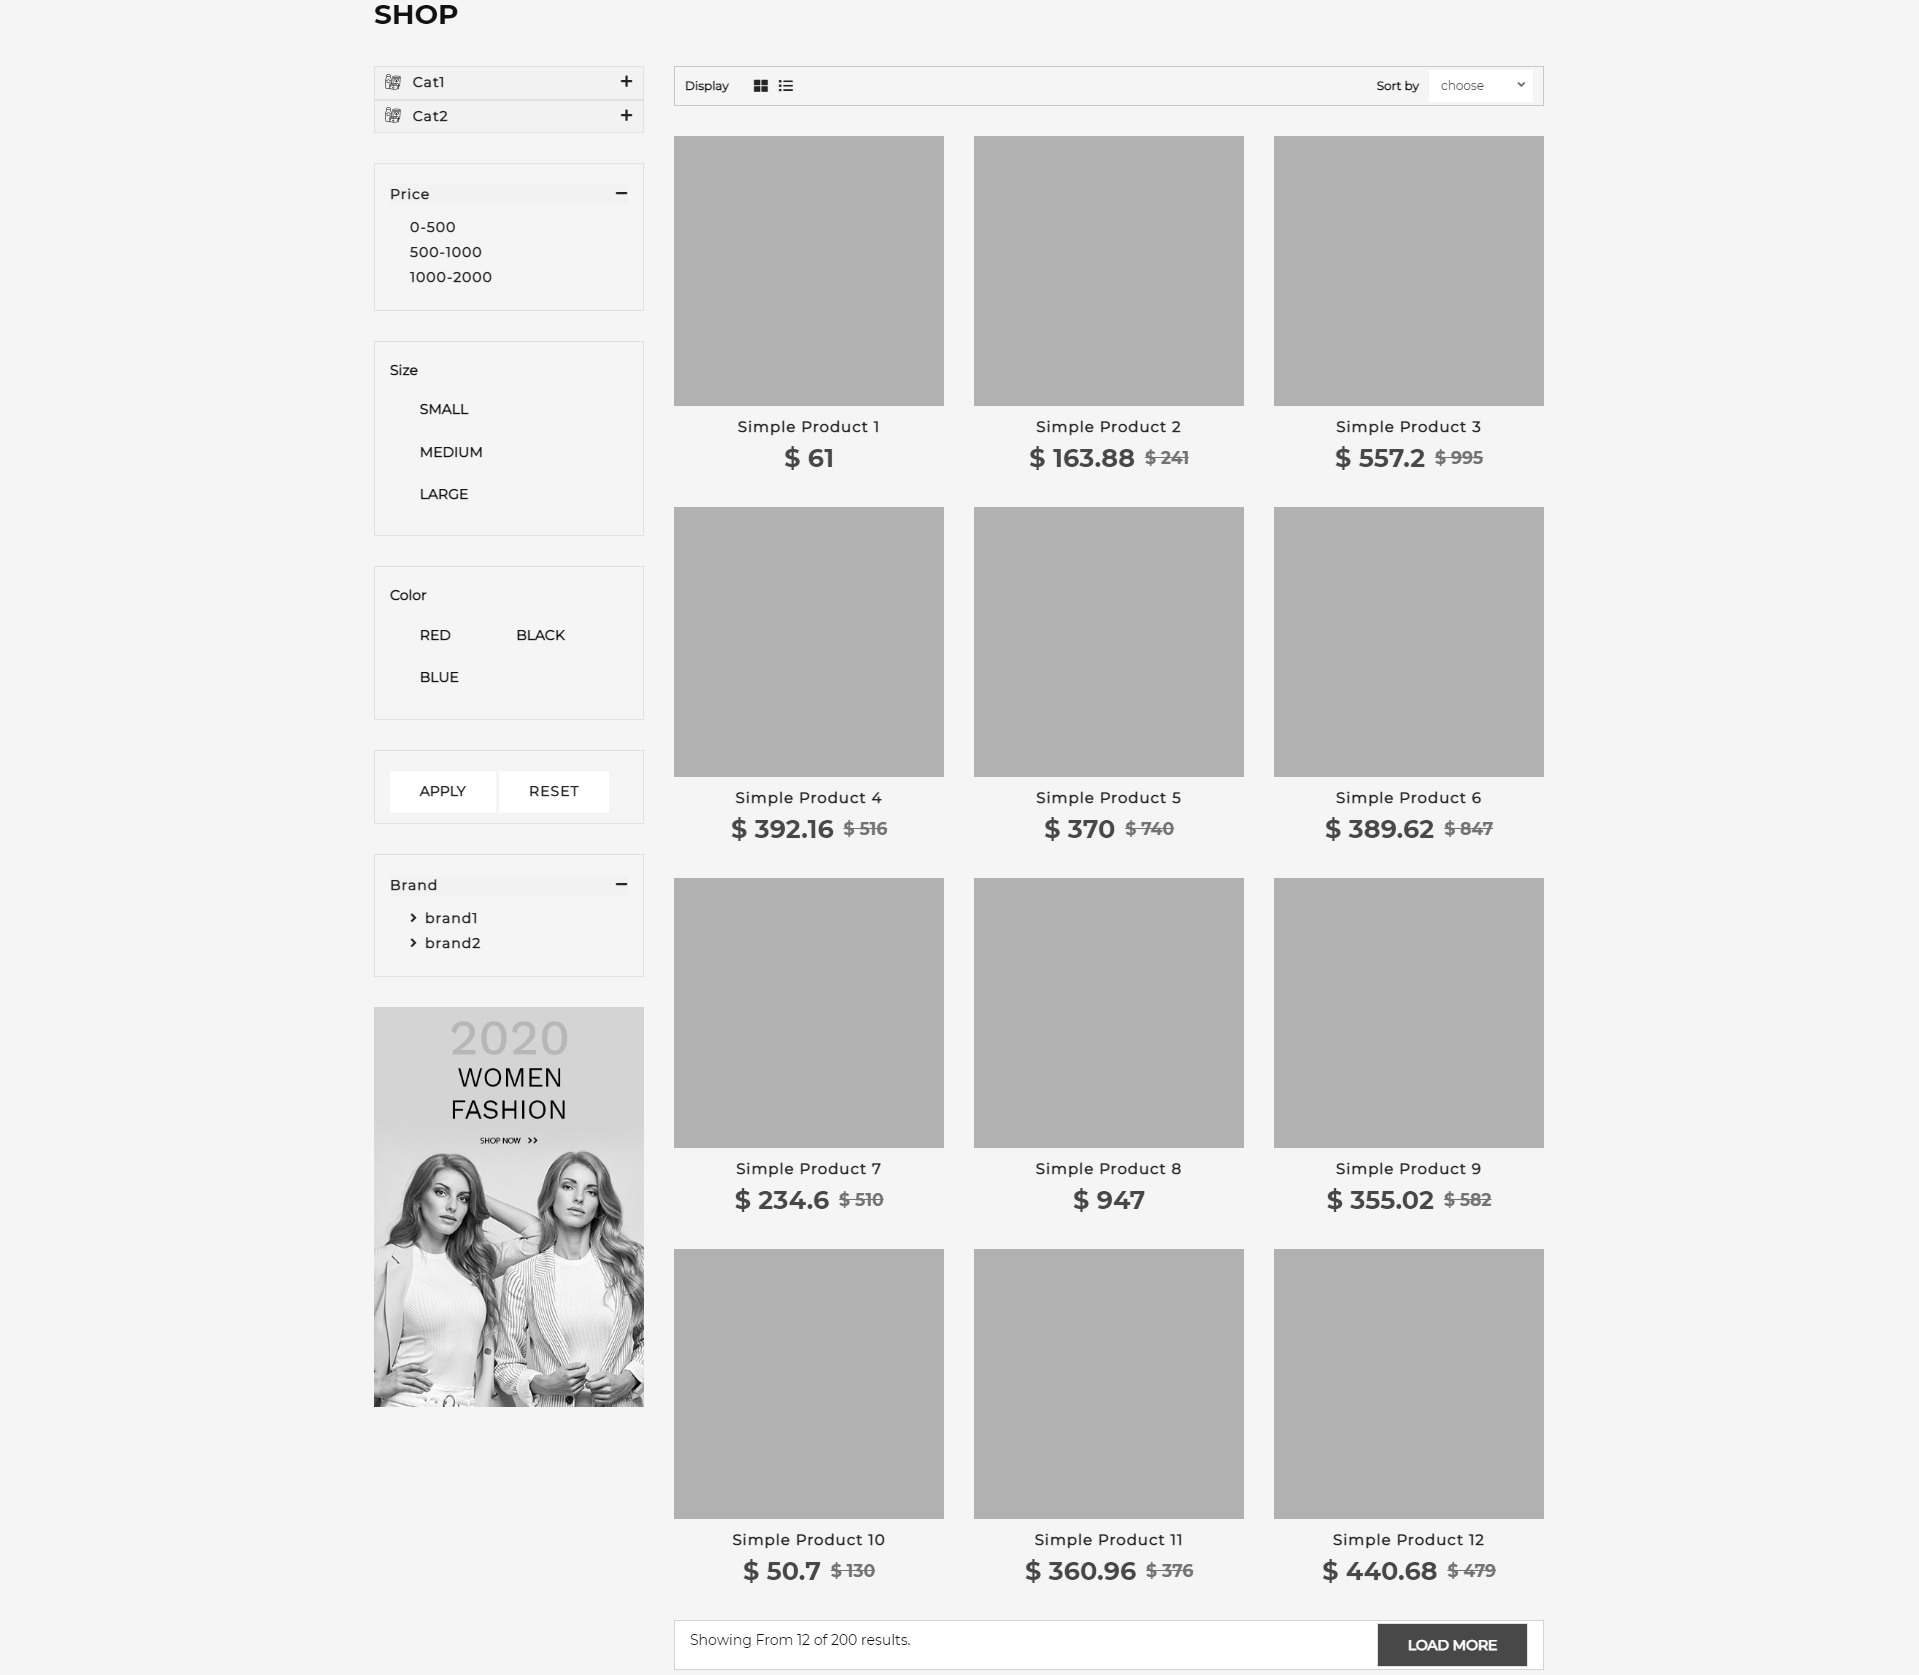 SHOP
Cat1
Cat2
Price
0-500
500-1000
1000-2000
Size
SMALL
MEDIUM
LARGE
Color
RED BLACK
BLUE
APPLY RESET
Brand
brand1
brand2
2020
WOMEN
FASHION
SHOP NOW
Display Sort by choose
Simple Product 1 Simple Product 2 Simple Product 3
$ 61 $ 163.88 $ 241 $ 557.2 $ 995
Simple Product 4 Simple Product 5 Simple Product 6
$ 392.16 $ 516 $ 370 $ 740 $ 389.62 $ 847
Simple Product 7 Simple Product 8 Simple Product 9
$ 234.6 $ 510 $ 947 $ 355.02 $ 582
Simple Product 10 Simple Product 11 Simple Product 12
$ 50.7 $ 130 $ 360.96 $ 376 $ 440.68 $ 479
Showing From 12 of 200 results. LOAD MORE